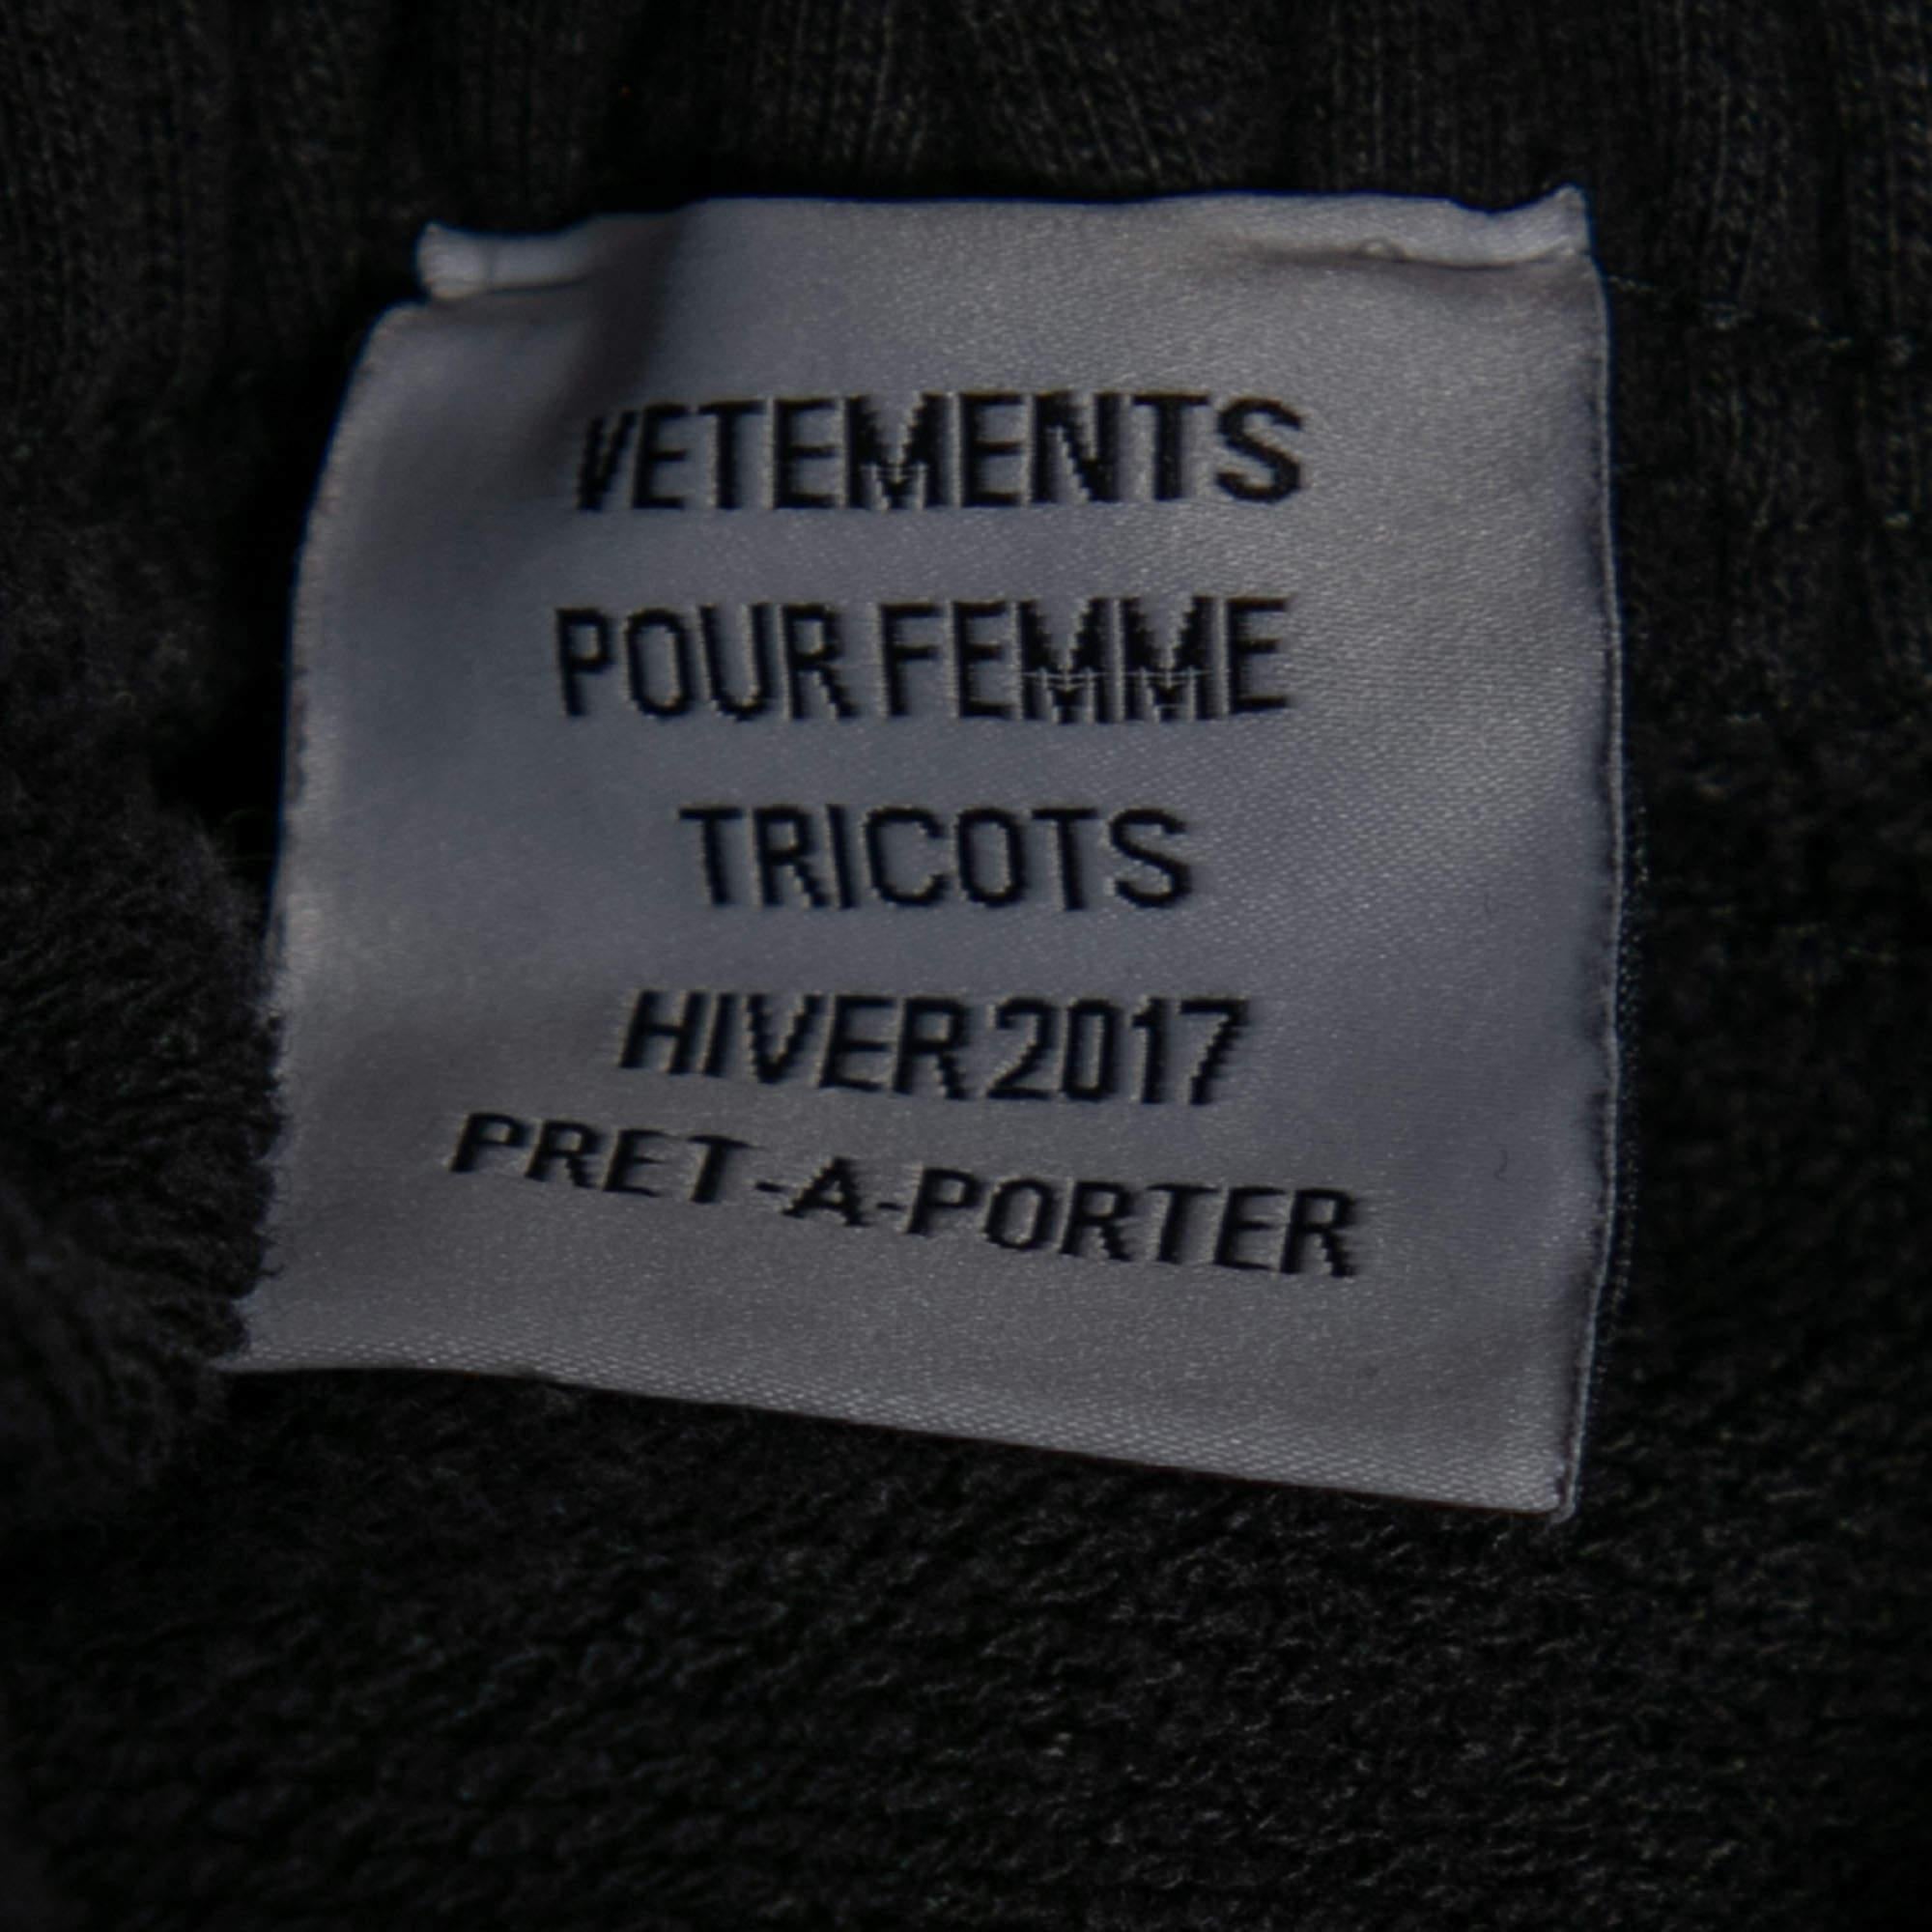 VETEMENTS
POUR FEMME
TRICOTS
HIVER 2017
PRET-A-PORTER